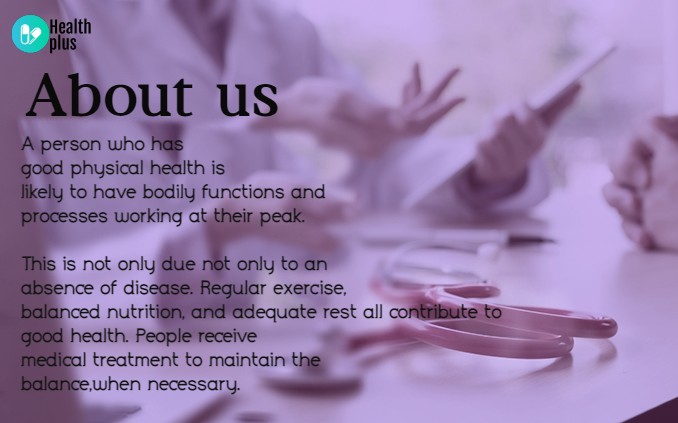 Health
plus
About us
A person who has
good physical health is
likely to have bodily functions and
processes working at their peak.
This is not only due not only to an
absence of disease. Regular exercise,
balanced nutrition, and adequate rest all contribute to
good health. People receive
medical treatment to maintain the
balance,when necessary.